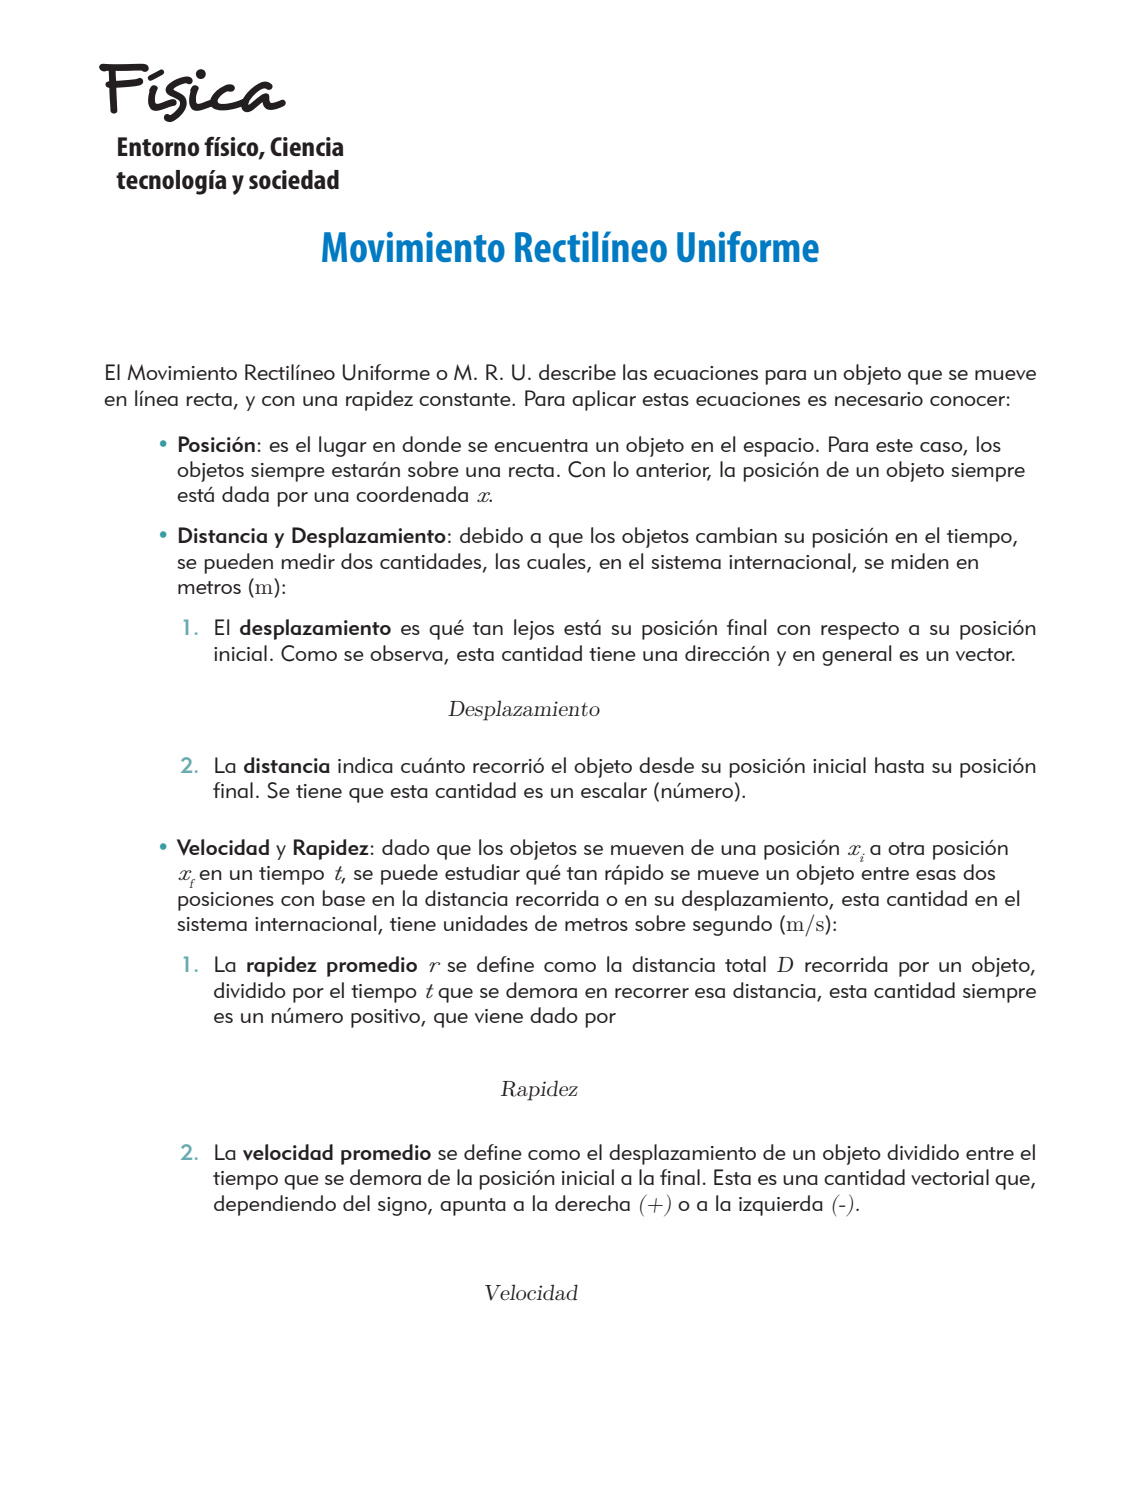 Física
Entorno físico, Ciencia
tecnología y sociedad
Movimiento Rectilíneo Uniforme
El Movimiento Rectilíneo Uniforme o M. R. U. describe las ecuaciones para un objeto que se mueve
en línea recta, y con una rapidez constante. Para aplicar estas ecuaciones es necesario conocer:
• Posición: es el lugar en donde se encuentra un objeto en el espacio. Para este caso, los
objetos siempre estarán sobre una recta. Con lo anterior, la posición de un objeto siempre
está dada por una coordenada x.
• Distancia y Desplazamiento: debido a que los objetos cambian su posición en el tiempo,
se pueden medir dos cantidades, las cuales, en el sistema internacional, se miden en
metros (m):
1. El desplazamiento es qué tan lejos está su posición final con respecto a su posición
inicial. Como se observa, esta cantidad tiene una dirección y en general es un vector.
Desplazamiento
2. La distancia indica cuánto recorrió el objeto desde su posición inicial hasta su posición
final. Se tiene que esta cantidad es un escalar (número).
• Velocidad y Rapidez: dado que los objetos se mueven de una posición x_i a otra posición
x_f en un tiempo t, se puede estudiar qué tan rápido se mueve un objeto entre esas dos
posiciones con base en la distancia recorrida o en su desplazamiento, esta cantidad en el
sistema internacional, tiene unidades de metros sobre segundo (m/s):
1. La rapidez promedio r se define como la distancia total D recorrida por un objeto,
dividido por el tiempo t que se demora en recorrer esa distancia, esta cantidad siempre
es un número positivo, que viene dado por
Rapidez
2. La velocidad promedio se define como el desplazamiento de un objeto dividido entre el
tiempo que se demora de la posición inicial a la final. Esta es una cantidad vectorial que,
dependiendo del signo, apunta a la derecha (+) o a la izquierda (-).
Velocidad